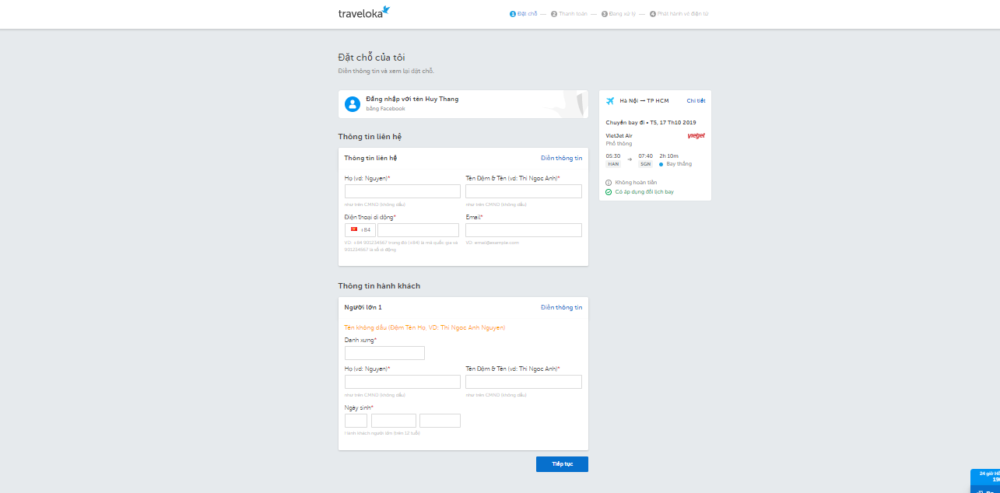 traveloka
1 Đặt chỗ — 2 Thanh toán — 3 Đang xử lý — 4 Phát hành vé điện tử
Đặt chỗ của tôi
Điền thông tin và xem lại đặt chỗ.
Đăng nhập với tên Huy Thang
bằng Facebook
Thông tin liên hệ
Thông tin liên hệ
Điền thông tin
Họ (vd: Nguyen)*
Tên Đệm & Tên (vd: Thi Ngoc Anh)*
như trên CMND (không dấu)
như trên CMND (không dấu)
Điện thoại di động*
Email*
+84
VD: +84 901234567 trong đó (+84) là mã quốc gia và
901234567 là số di động
VD: email@example.com
Thông tin hành khách
Người lớn 1
Điền thông tin
Tên không dấu (Đệm Tên Họ, VD: Thi Ngoc Anh Nguyen)
Danh xưng*
Họ (vd: Nguyen)*
Tên Đệm & Tên (vd: Thi Ngoc Anh)*
như trên CMND (không dấu)
như trên CMND (không dấu)
Ngày sinh*
Hành khách người lớn (trên 12 tuổi)
Tiếp tục
Hà Nội → TP HCM
Chi tiết
Chuyến bay đi • T5, 17 Th10 2019
VietJet Air
vietjet
Phổ thông
05:30 → 07:40 2h 10m
HAN SGN Bay thẳng
Không hoàn tiền
Có áp dụng đổi lịch bay
24 giờ